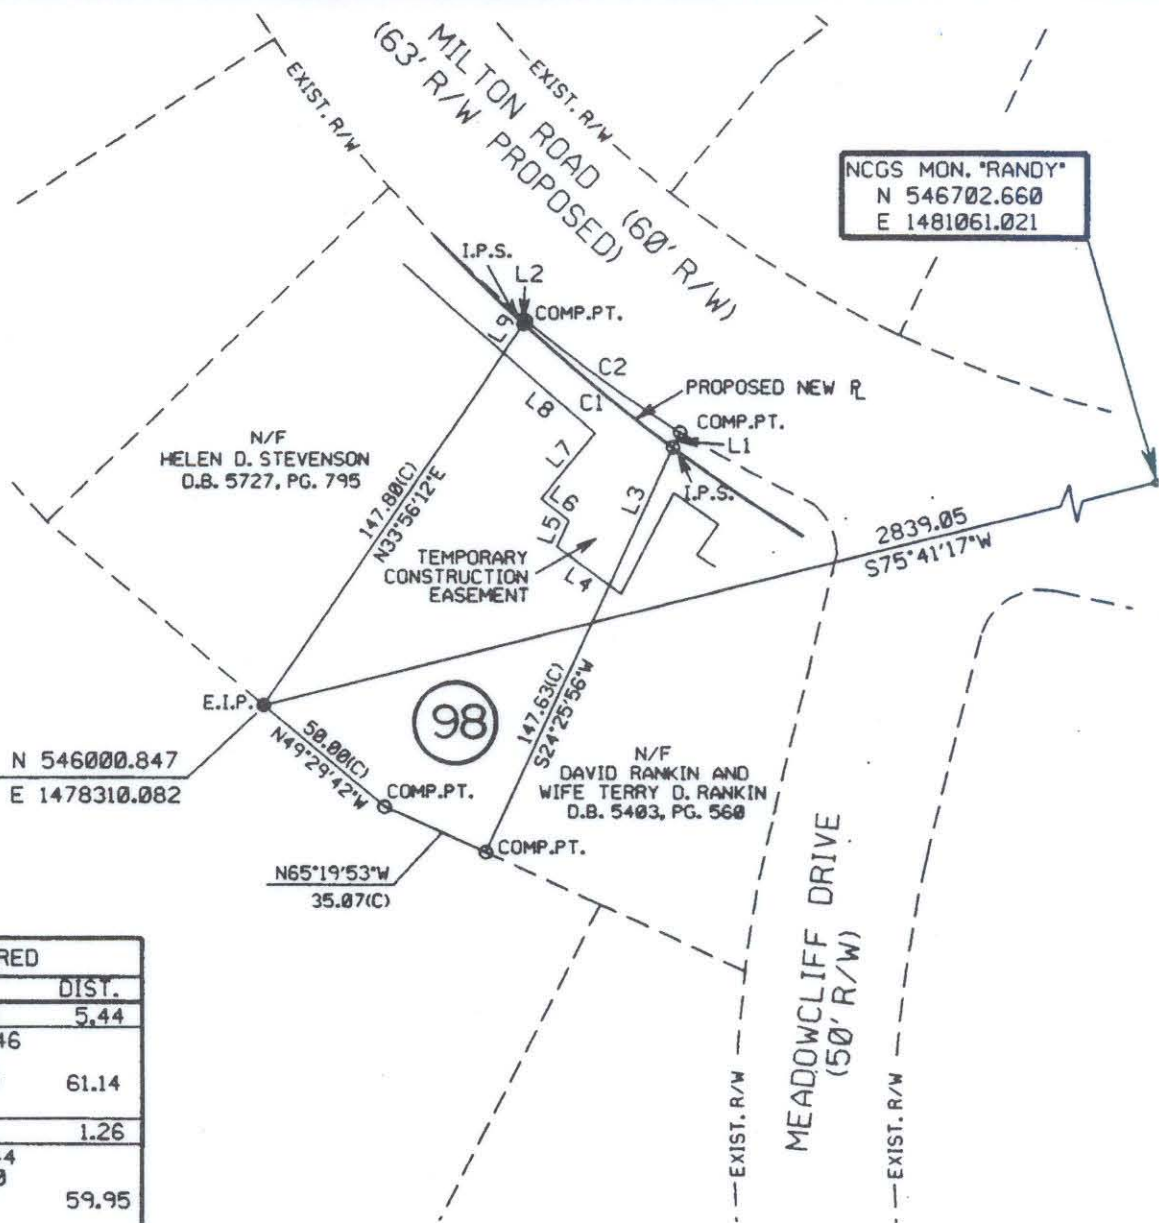 MILTON ROAD (60' R/W)
(63' R/W PROPOSED)
EXIST. R/W
EXIST. R/W
NCGS MON. "RANDY"
N 546702.660
E 1481061.021
I.P.S.
L2
COMP.PT.
L9
C2
C1
PROPOSED NEW PL
COMP.PT.
L1
I.P.S.
L8
L7
L6
L5
L4
L3
N/F
HELEN D. STEVENSON
D.B. 5727, PG. 795
147.80(C)
N33°56'12"E
TEMPORARY
CONSTRUCTION
EASEMENT
2839.05
S75°41'17"W
E.I.P.
98
147.63(C)
S24°25'56"W
N 546000.847
E 1478310.082
50.00(C)
N49°29'42"W
COMP.PT.
N/F
DAVID RANKIN AND
WIFE TERRY D. RANKIN
D.B. 5403, PG. 560
COMP.PT.
N65°19'53"W
35.07(C)
MEADOWCLIFF DRIVE
(50' R/W)
EXIST. R/W
EXIST. R/W
RED
DIST.
5.44
46
61.14
1.26
4
0
59.95